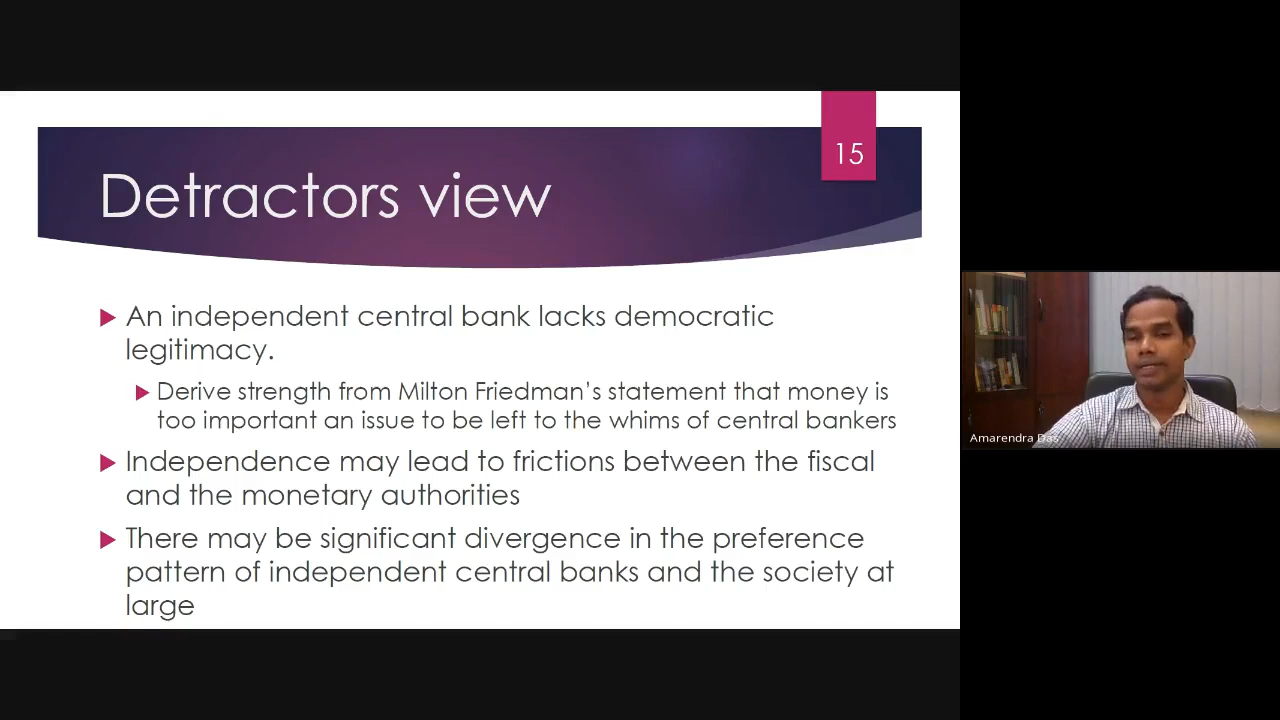 15
Detractors view
An independent central bank lacks democratic
legitimacy.
Derive strength from Milton Friedman's statement that money is
too important an issue to be left to the whims of central bankers
Independence may lead to frictions between the fiscal
and the monetary authorities
There may be significant divergence in the preference
pattern of independent central banks and the society at
large
Amarendra Das